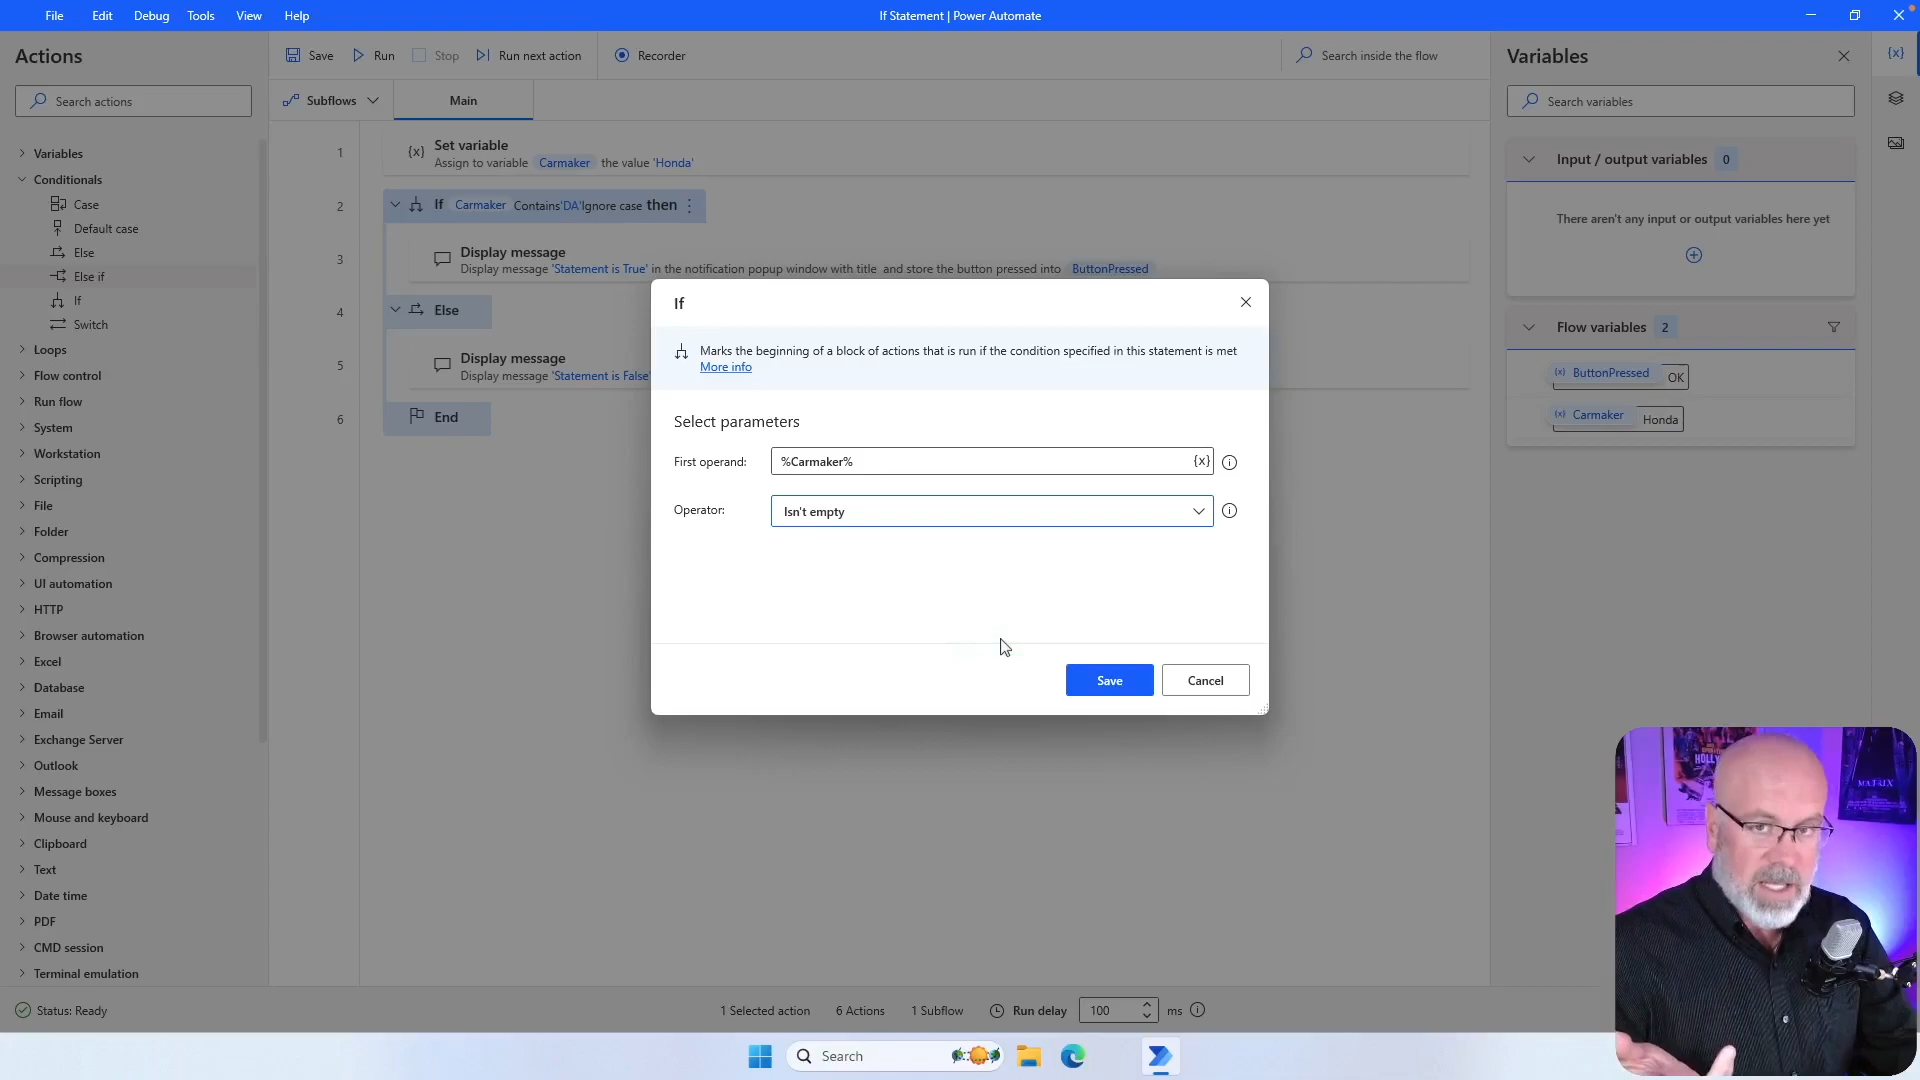 File Edit Debug Tools View Help
If Statement | Power Automate
Actions
Save Run Stop Run next action Recorder
Search inside the flow
Variables
{x}
Search actions
Subflows
Main
Search variables
Variables
Conditionals
Case
Default case
Else
Else if
If
Switch
Loops
Flow control
Run flow
System
Workstation
Scripting
File
Folder
Compression
UI automation
HTTP
Browser automation
Excel
Database
Email
Exchange Server
Outlook
Message boxes
Mouse and keyboard
Clipboard
Text
Date time
PDF
CMD session
Terminal emulation
1
{x} Set variable
Assign to variable Carmaker the value 'Honda'
2
If Carmaker Contains'DA'Ignore case then
3
Display message
Display message 'Statement is True' in the notification popup window with title and store the button pressed into ButtonPressed
4
Else
5
Display message
Display message 'Statement is False'
6
End
If
Marks the beginning of a block of actions that is run if the condition specified in this statement is met
More info
Select parameters
First operand: %Carmaker% {x}
Operator: Isn't empty
Save Cancel
Input / output variables 0
There aren't any input or output variables here yet
Flow variables 2
(x) ButtonPressed OK
(x) Carmaker Honda
HOLLY
MATRIX
Status: Ready
1 Selected action 6 Actions 1 Subflow Run delay 100 ms
Search